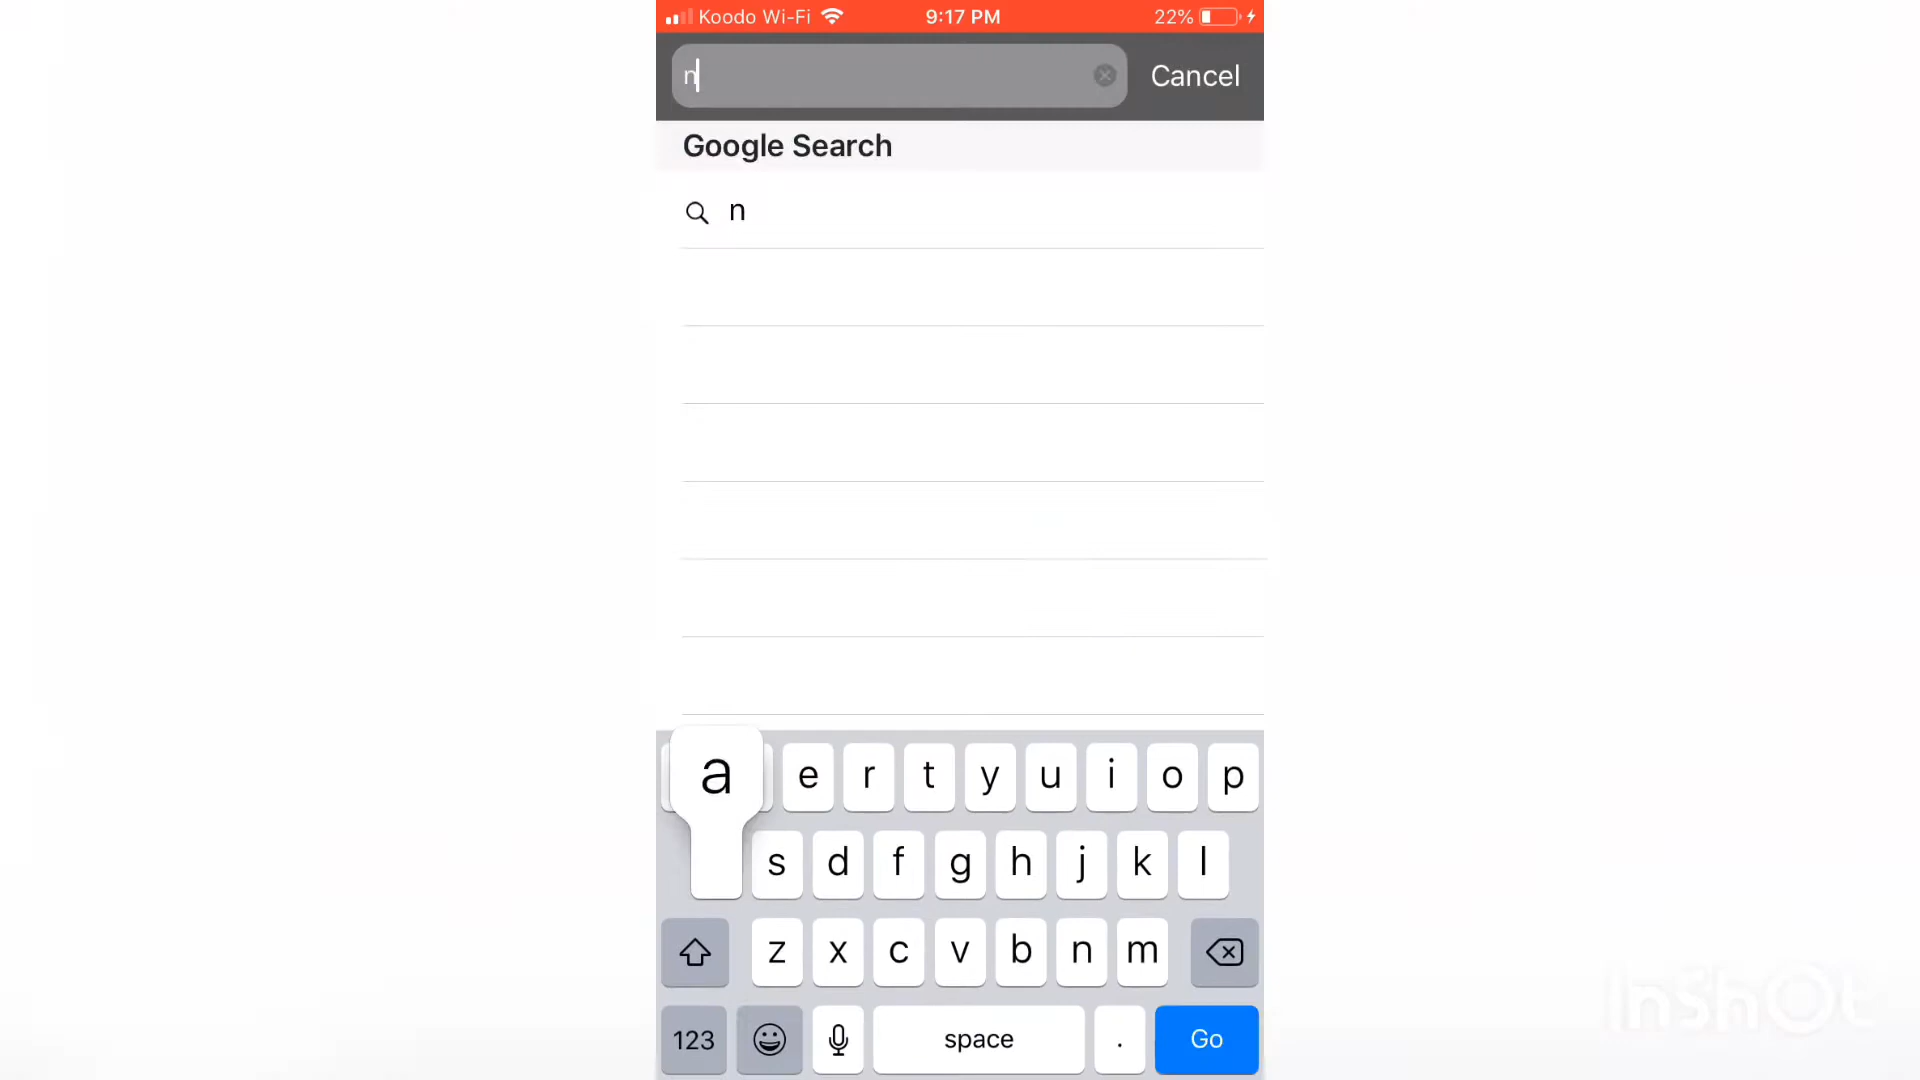 Koodo Wi-Fi 9:17 PM 22%
n Cancel
Google Search
n
a e r t y u i o p
s d f g h j k l
z x c v b n m
123 space . Go
InShOt